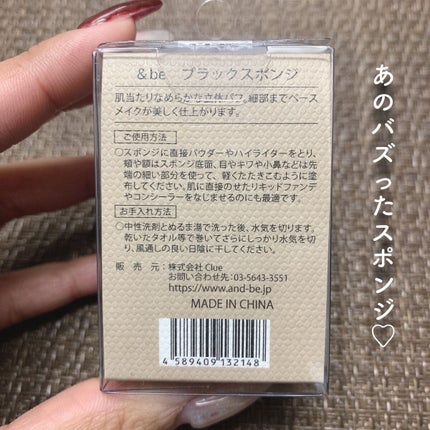 &be ブラックスポンジ
肌当たりなめらかな立体パフ。細部までベース
メイクが美しく仕上がります。
ご使用方法
○スポンジに直接パウダーやハイライターをとり、
頬や額はスポンジ底面、目やキワや小鼻などは先
端の細い部分を使って、軽くたたきこむように塗
布してください。肌に直接のせたリキッドファンデ
やコンシーラーをなじませるのにも最適です。
お手入れ方法
○中性洗剤とぬるま湯で洗った後、水気を切ります。
乾いたタオル等で巻いてさらにしっかり水気を切
り、風通しの良い日陰に干してください。
販 売 元：株式会社 Clue
お問い合わせ先：03-5643-3551
https://www.and-be.jp
MADE IN CHINA
4 589409 132148
あのバズったスポンジ♡